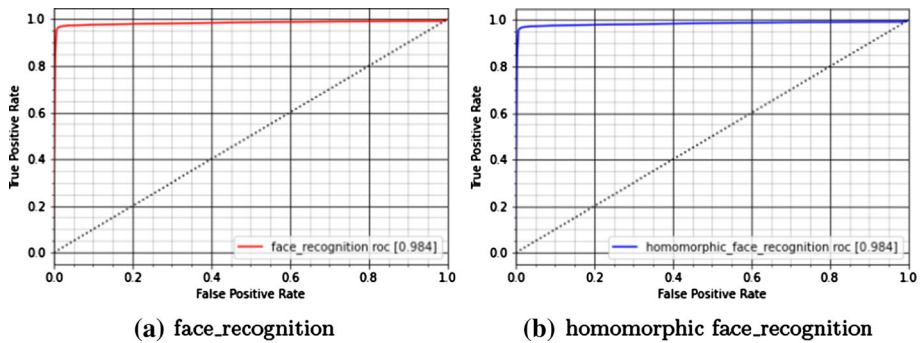 1.0
0.8
0.6
0.4
0.2
0.0
True Positive Rate
face_recognition roc [0.984]
0.0 0.2 0.4 0.6 0.8 1.0
False Positive Rate
(a) face_recognition
1.0
0.8
0.6
0.4
0.2
0.0
True Positive Rate
homomorphic_face_recognition roc [0.984]
0.0 0.2 0.4 0.6 0.8 1.0
False Positive Rate
(b) homomorphic face_recognition